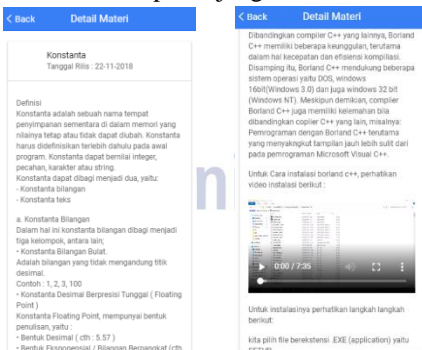 < Back Detail Materi
Konstanta
Tanggal Rilis : 22-11-2018
Definisi
Konstanta adalah sebuah nama tempat
penyimpanan sementara di dalam memori yang
nilainya tetap atau tidak dapat diubah. Konstanta
harus didefinisikan terlebih dahulu pada awal
program. Konstanta dapat bernilai integer,
pecahan, karakter atau string.
Konstanta dapat dibagi menjadi dua, yaitu:
- Konstanta bilangan
- Konstanta teks
a. Konstanta Bilangan
Dalam hal ini konstanta bilangan dibagi menjadi
tiga kelompok, antara lain;
• Konstanta Bilangan Bulat.
Adalah bilangan yang tidak mengandung titik
desimal.
Contoh : 1, 2, 3, 100
• Konstanta Desimal Berpresisi Tunggal ( Floating
Point )
Konstanta Floating Point, mempunyai bentuk
penulisan, yaitu :
- Bentuk Desimal ( cth : 5.57 )
- Bentuk Eksponensial / Bilangan Berpangkat (cth
< Back Detail Materi
Dibandingkan compiler C++ yang lainnya, Borland
C++ memiliki beberapa keunggulan, terutama
dalam hal kecepatan dan efisiensi kompilasi.
Disamping itu, Borland C++ mendukung beberapa
sistem operasi yaitu DOS, windows
16bit(Windows 3.0) dan juga windows 32 bit
(Windows NT). Meskipun demikian, compiler
Borland C++ juga memiliki kelemahan bila
dibandingkan compiler C++ yang lain, misalnya:
Pemrograman dengan Borland C++ terutama
yang menyangkut tampilan jauh lebih sulit dari
pada pemrograman Microsoft Visual C++.
Untuk Cara instalasi borland c++, perhatikan
video instalasi berikut :
0:00 / 7:35
Untuk instalasinya perhatikan langkah langkah
berikut:
kita pilih file berekstensi .EXE (application) yaitu